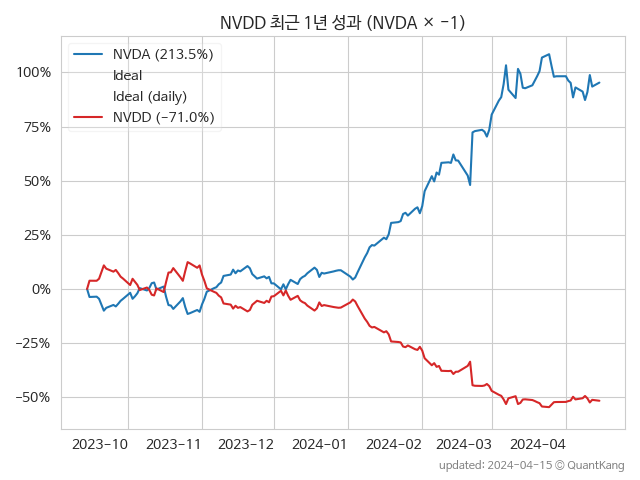 NVDD 최근 1년 성과 (NVDA × −1)
NVDA (213.5%)
Ideal
Ideal (daily)
NVDD (−71.0%)
100%
75%
50%
25%
0%
−25%
−50%
2023−10 2023−11 2023−12 2024−01 2024−02 2024−03 2024−04
updated: 2024−04−15 © QuantKang